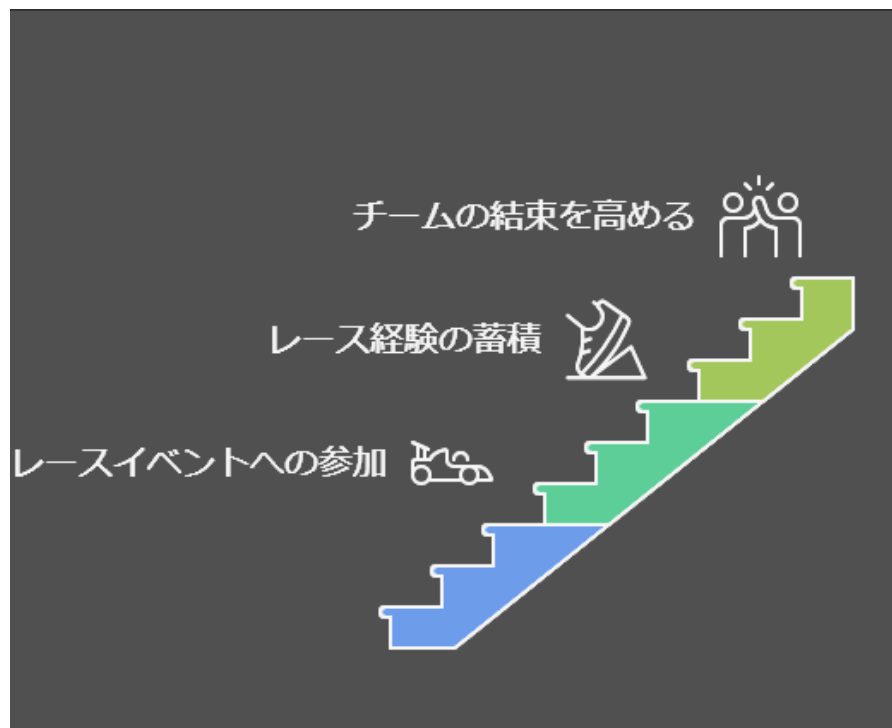 チームの結束を高める
レース経験の蓄積
レースイベントへの参加